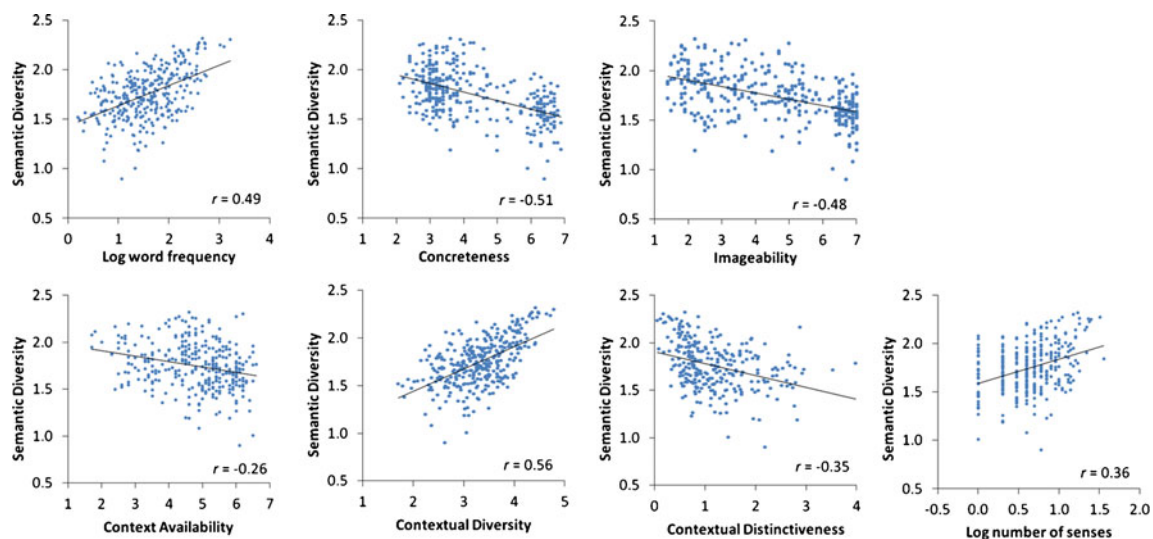 2.5
2.0
1.5
1.0
0.5
Semantic Diversity
r = 0.49
0 1 2 3 4
Log word frequency
2.5
2.0
1.5
1.0
0.5
Semantic Diversity
r = -0.51
1 2 3 4 5 6 7
Concreteness
2.5
2.0
1.5
1.0
0.5
Semantic Diversity
r = -0.48
1 2 3 4 5 6 7
Imageability
2.5
2.0
1.5
1.0
0.5
Semantic Diversity
r = -0.26
1 2 3 4 5 6 7
Context Availability
2.5
2.0
1.5
1.0
0.5
Semantic Diversity
r = 0.56
1 2 3 4 5
Contextual Diversity
2.5
2.0
1.5
1.0
0.5
Semantic Diversity
r = -0.35
0 1 2 3 4
Contextual Distinctiveness
2.5
2.0
1.5
1.0
0.5
Semantic Diversity
r = 0.36
-0.5 0.0 0.5 1.0 1.5 2.0
Log number of senses